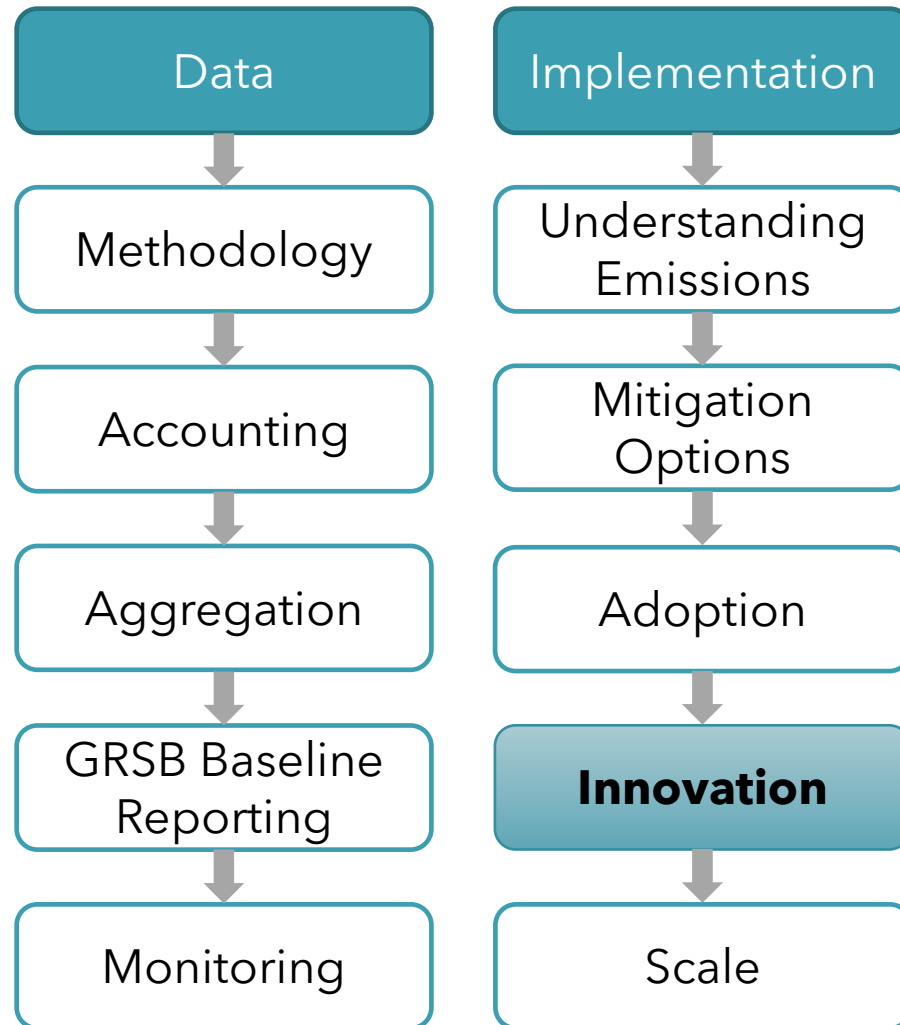 Data
Methodology
Accounting
Aggregation
GRSB Baseline
Reporting
Monitoring
Implementation
Understanding
Emissions
Mitigation
Options
Adoption
Innovation
Scale